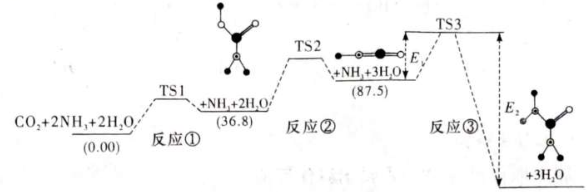 TS3
TS2
+NH₃+3H₂O
E₁
(87.5)
TS1
+NH₃+2H₂O
CO₂+2NH₃+2H₂O
(36.8)
(0.00)
反应①
反应②
反应③
E₂
+3H₂O